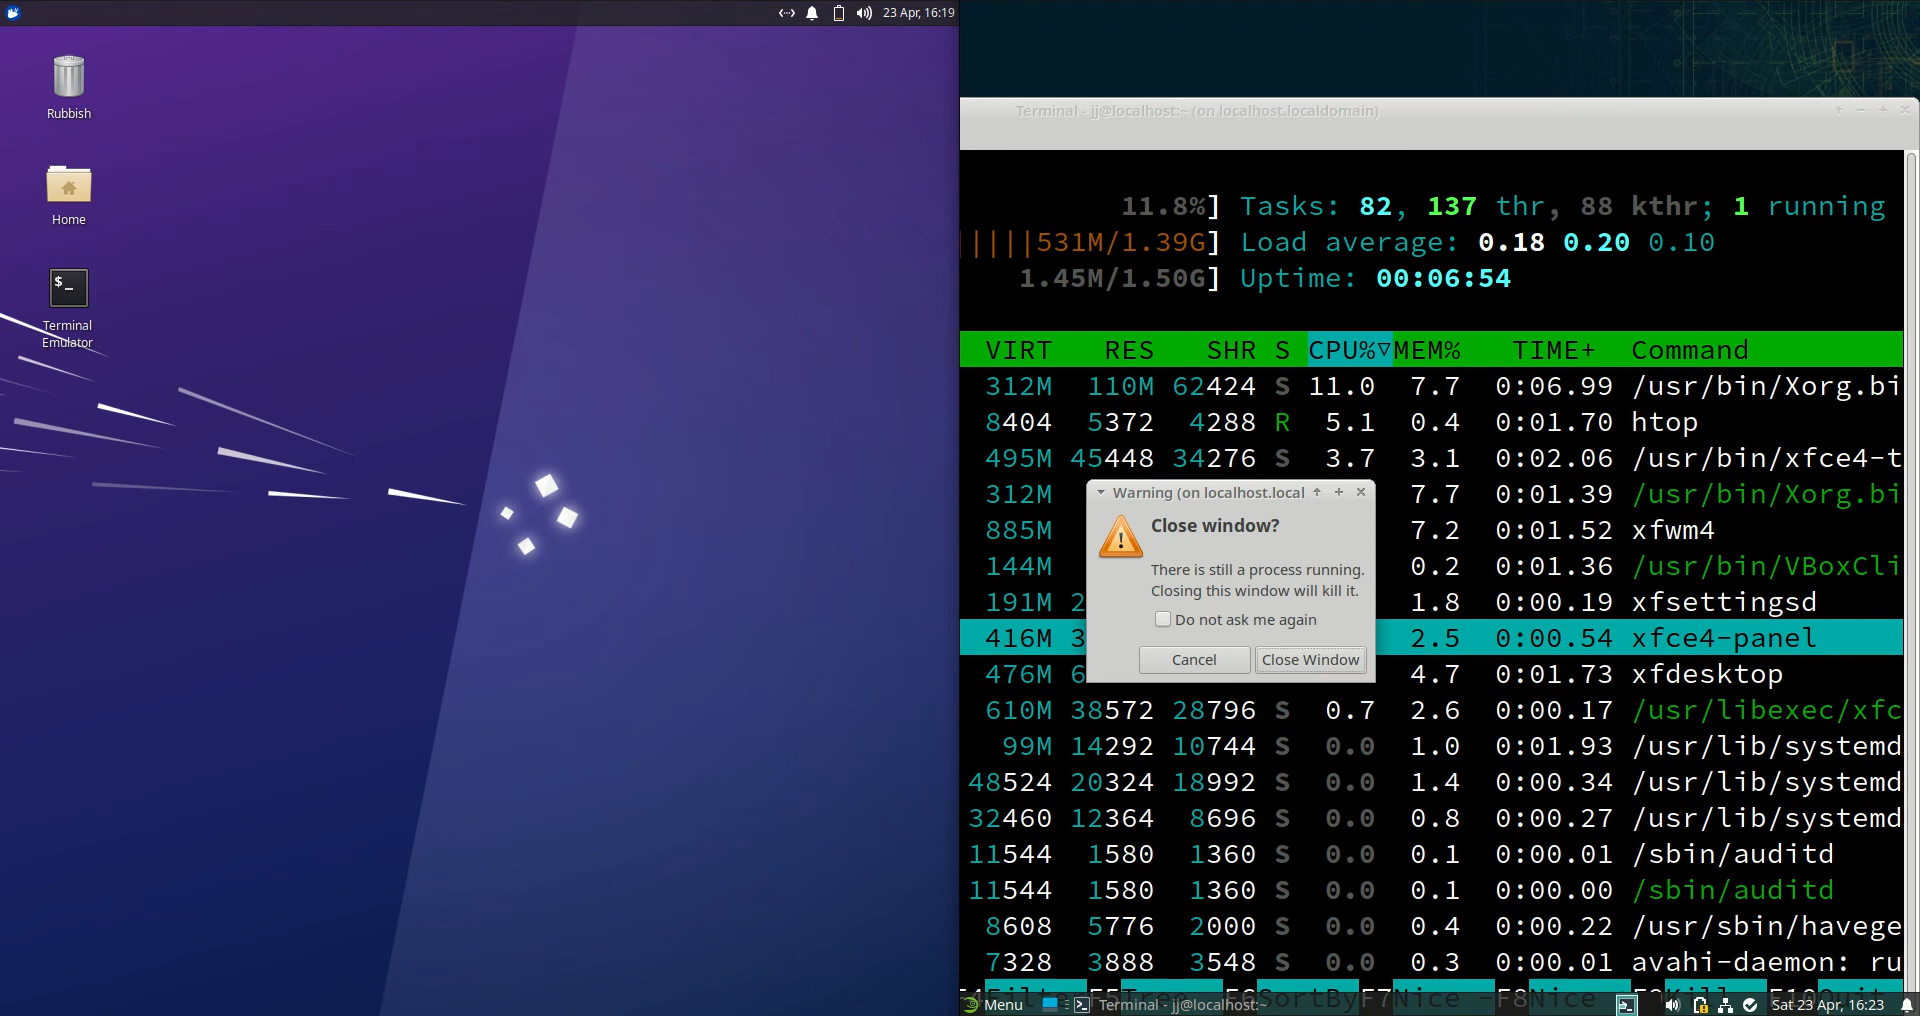 23 Apr, 16:19
Rubbish
Home
$_
Terminal
Emulator
Terminal - jj@localhost:~ (on localhost.localdomain)
11.8%] Tasks: 82, 137 thr, 88 kthr; 1 running
|||||531M/1.39G] Load average: 0.18 0.20 0.10
1.45M/1.50G] Uptime: 00:06:54
VIRT RES SHR S CPU%▽MEM% TIME+ Command
312M 110M 62424 S 11.0 7.7 0:06.99 /usr/bin/Xorg.bi
8404 5372 4288 R 5.1 0.4 0:01.70 htop
495M 45448 34276 S 3.7 3.1 0:02.06 /usr/bin/xfce4-t
312M 7.7 0:01.39 /usr/bin/Xorg.bi
885M 7.2 0:01.52 xfwm4
144M 0.2 0:01.36 /usr/bin/VBoxCli
191M 2 1.8 0:00.19 xfsettingsd
416M 3 2.5 0:00.54 xfce4-panel
476M 6 4.7 0:01.73 xfdesktop
610M 38572 28796 S 0.7 2.6 0:00.17 /usr/libexec/xfc
99M 14292 10744 S 0.0 1.0 0:01.93 /usr/lib/systemd
48524 20324 18992 S 0.0 1.4 0:00.34 /usr/lib/systemd
32460 12364 8696 S 0.0 0.8 0:00.27 /usr/lib/systemd
11544 1580 1360 S 0.0 0.1 0:00.01 /sbin/auditd
11544 1580 1360 S 0.0 0.1 0:00.00 /sbin/auditd
8608 5776 2000 S 0.0 0.4 0:00.22 /usr/sbin/havege
7328 3888 3548 S 0.0 0.3 0:00.01 avahi-daemon: ru
Warning (on localhost.local
Close window?
There is still a process running.
Closing this window will kill it.
Do not ask me again
Cancel Close Window
F7Nice -F8Nice
Menu Terminal - jj@localhost:~ Sat 23 Apr, 16:23